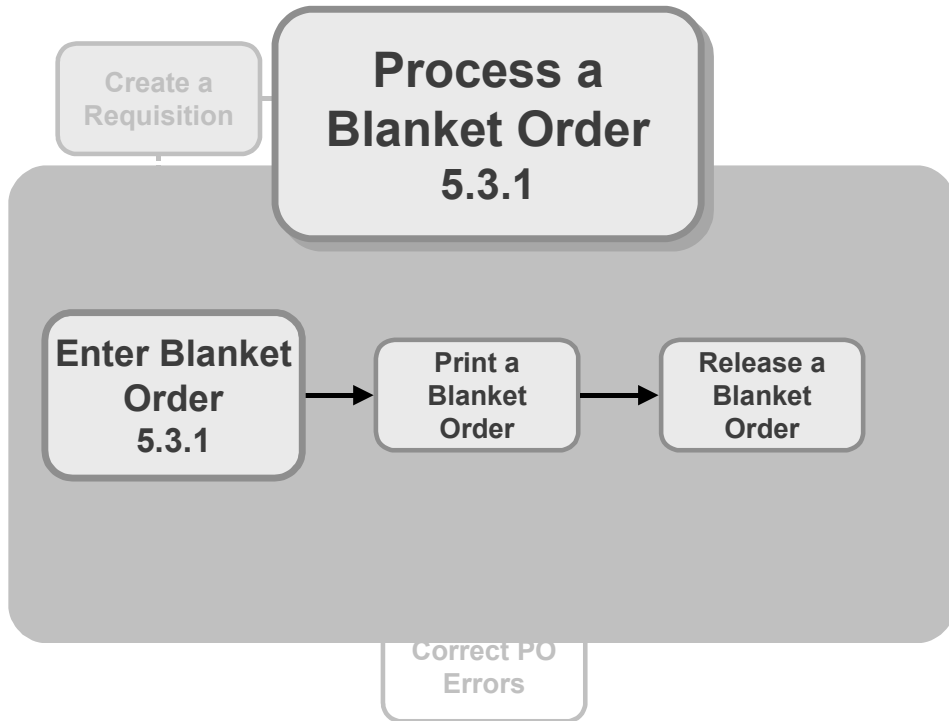 Create a
Requisition
Process a
Blanket Order
5.3.1
Enter Blanket
Order
5.3.1
Print a
Blanket
Order
Release a
Blanket
Order
Correct PO
Errors